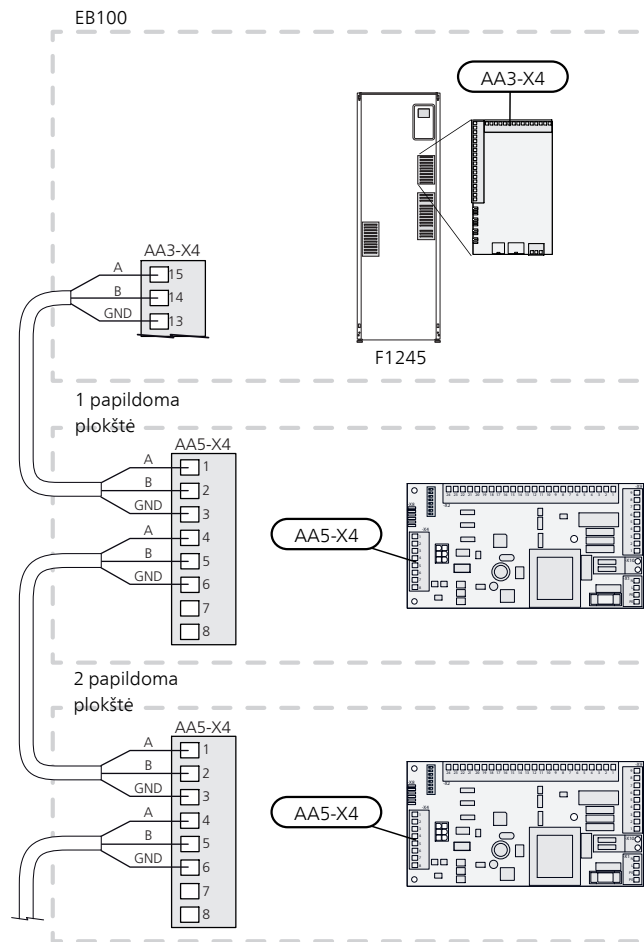 EB100
AA3-X4
AA3-X4
A
15
B
14
GND
13
F1245
1 papildoma
plokštė
AA5-X4
A
1
B
2
GND
3
A
4
B
5
GND
6
7
8
AA5-X4
2 papildoma
plokštė
AA5-X4
A
1
B
2
GND
3
A
4
B
5
GND
6
7
8
AA5-X4